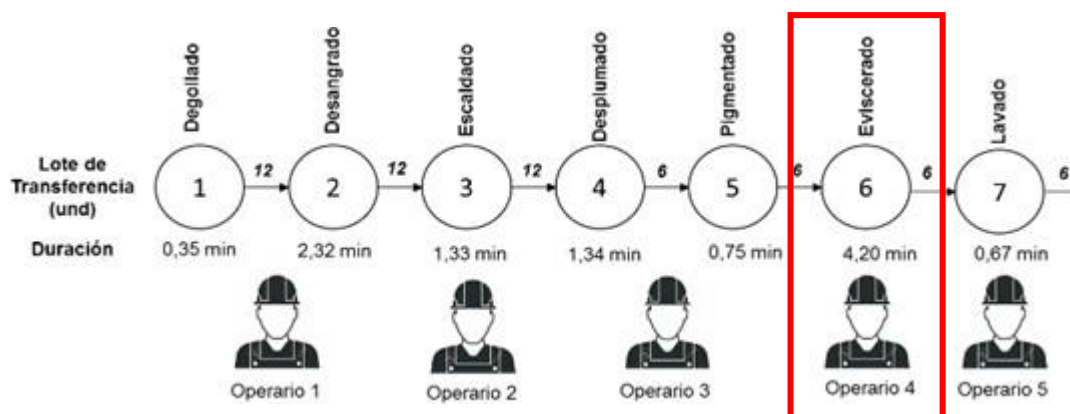 Degollado
Desangrado
Escaldado
Desplumado
Pigmentado
Eviscerado
Lavado
Lote de
Transferencia
(und)
1 12 2 12 3 12 4 6 5 6 6 6 7 6
Duración 0,35 min 2,32 min 1,33 min 1,34 min 0,75 min 4,20 min 0,67 min
Operario 1 Operario 2 Operario 3 Operario 4 Operario 5